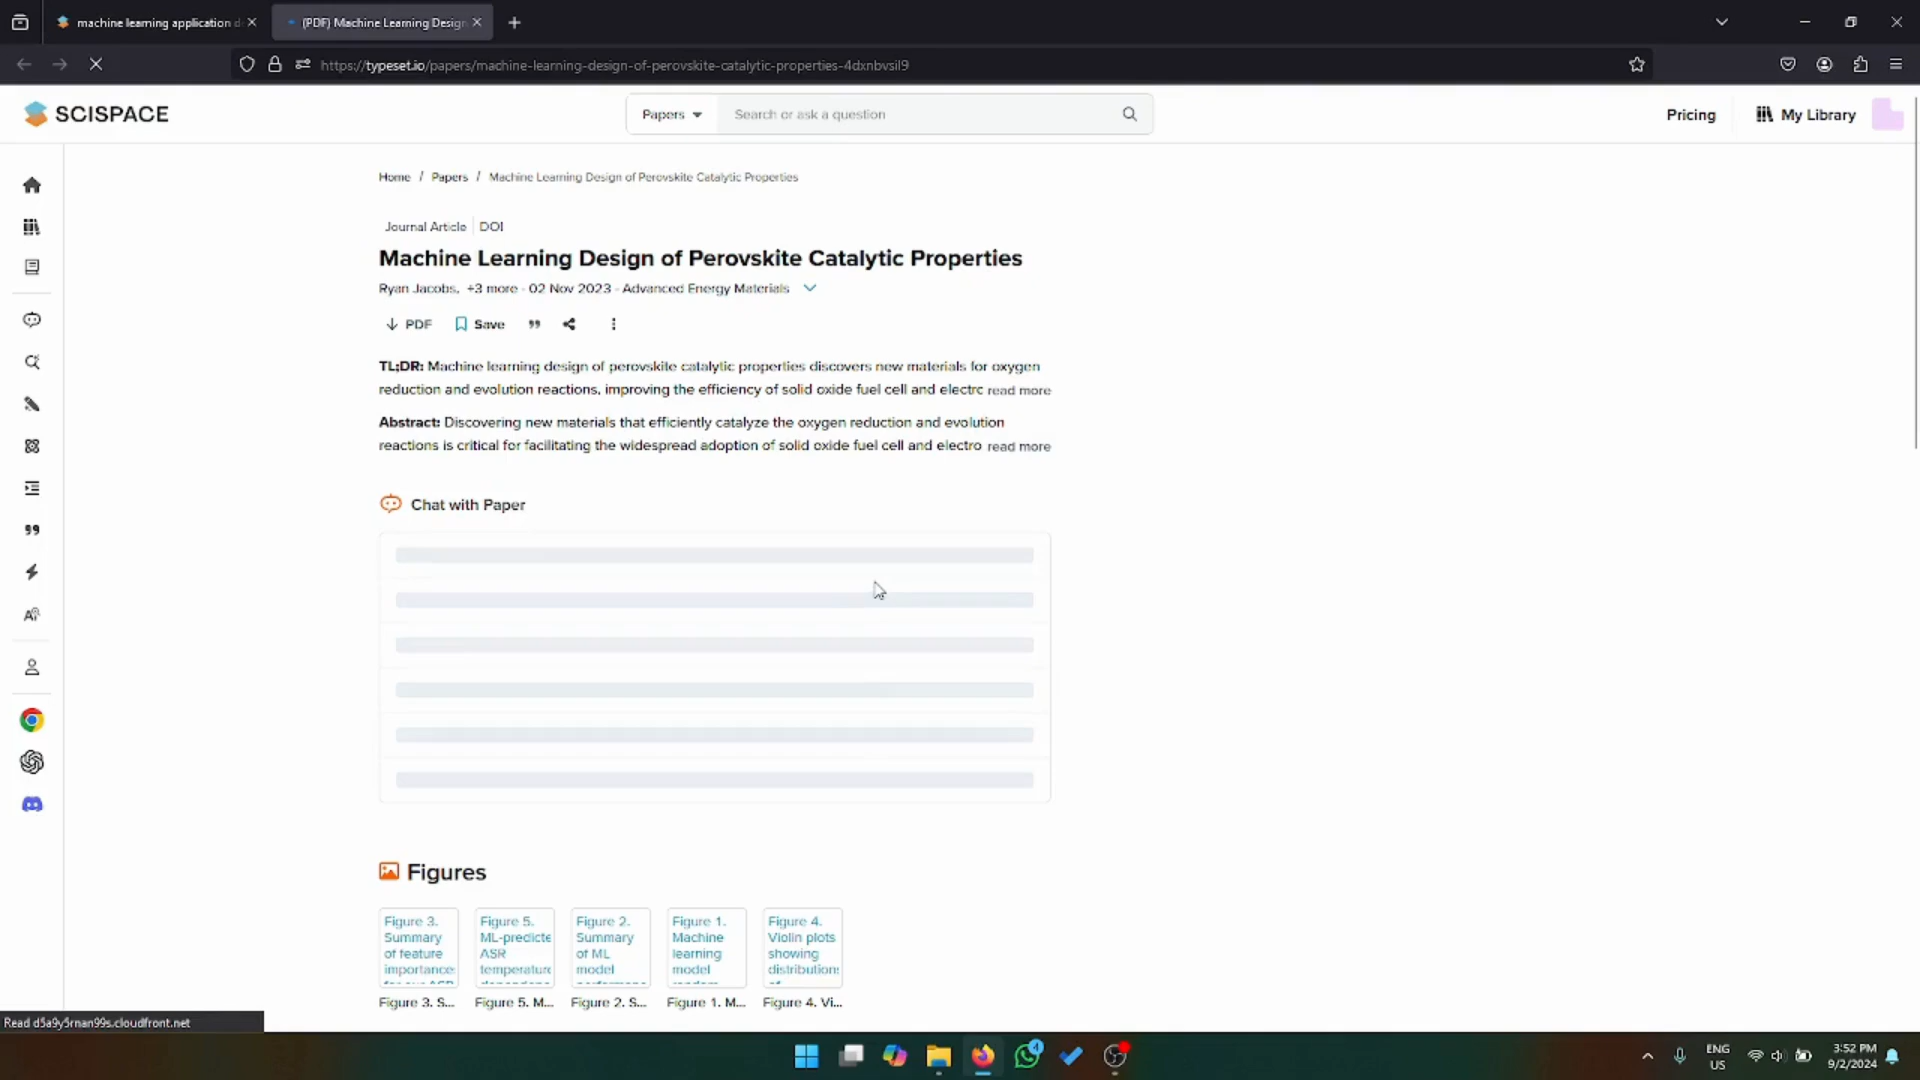 machine learning application d
(PDF) Machine Learning Design
https://typeset.io/papers/machine-learning-design-of-perovskite-catalytic-properties-4dxnbvsil9
SCISPACE
Papers
Search or ask a question
Pricing
My Library
Home / Papers / Machine Learning Design of Perovskite Catalytic Properties
Journal Article
DOI
Machine Learning Design of Perovskite Catalytic Properties
Ryan Jacobs, +3 more - 02 Nov 2023 - Advanced Energy Materials
PDF
Save
TL;DR: Machine learning design of perovskite catalytic properties discovers new materials for oxygen
reduction and evolution reactions, improving the efficiency of solid oxide fuel cell and electrc read more
Abstract: Discovering new materials that efficiently catalyze the oxygen reduction and evolution
reactions is critical for facilitating the widespread adoption of solid oxide fuel cell and electro read more
Chat with Paper
Figures
Figure 3.
Summary
of feature
importance
Figure 3. S...
Figure 5.
ML-predicte
ASR
temperature
Figure 5. M...
Figure 2.
Summary
of ML
model
Figure 2. S...
Figure 1.
Machine
learning
model
Figure 1. M...
Figure 4.
Violin plots
showing
distribution:
Figure 4. Vi...
Read d5a9y5rnan99s.cloudfront.net
4
ENG
US
3:52 PM
9/2/2024